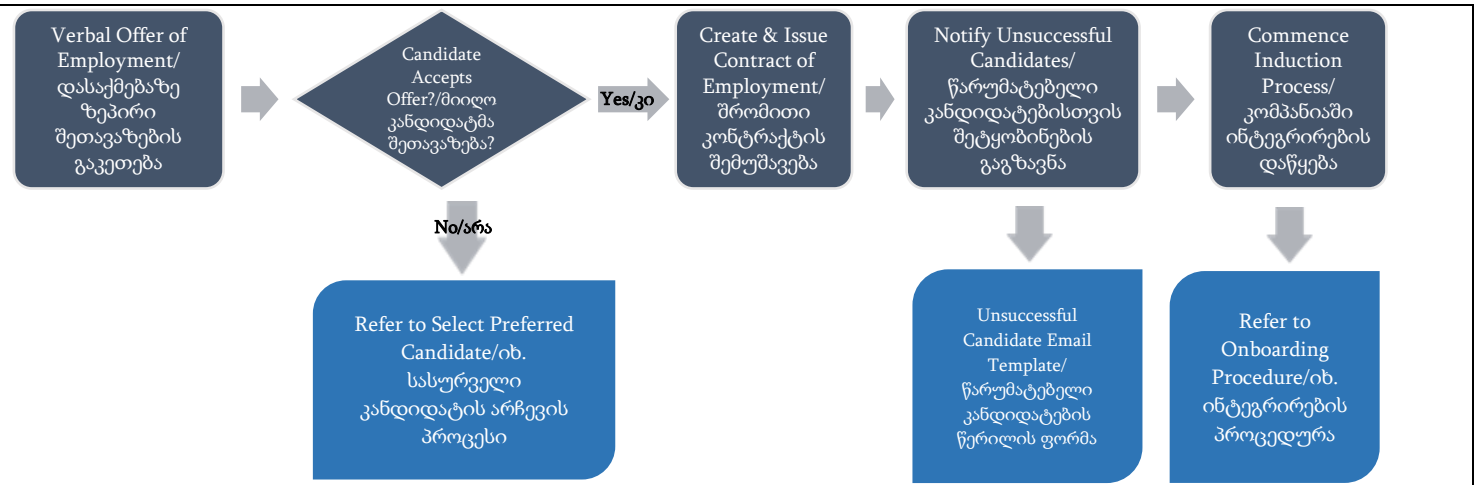 Verbal Offer of
Employment/
დასაქმებაზე
ზეპირი
შეთავაზების
გაკეთება
Candidate
Accepts
Offer?/მიიღო
კანდიდატმა
შეთავაზება?
Yes/კი
Create & Issue
Contract of
Employment/
შრომითი
კონტრაქტის
შემუშავება
Notify Unsuccessful
Candidates/
წარუმატებელი
კანდიდატებისთვის
შეტყობინების
გაგზავნა
Commence
Induction
Process/
კომპანიაში
ინტეგრირების
დაწყება
No/არა
Refer to Select Preferred
Candidate/იხ.
სასურველი
კანდიდატის არჩევის
პროცესი
Unsuccessful
Candidate Email
Template/
წარუმატებელი
კანდიდატების
წერილის ფორმა
Refer to
Onboarding
Procedure/იხ.
ინტეგრირების
პროცედურა